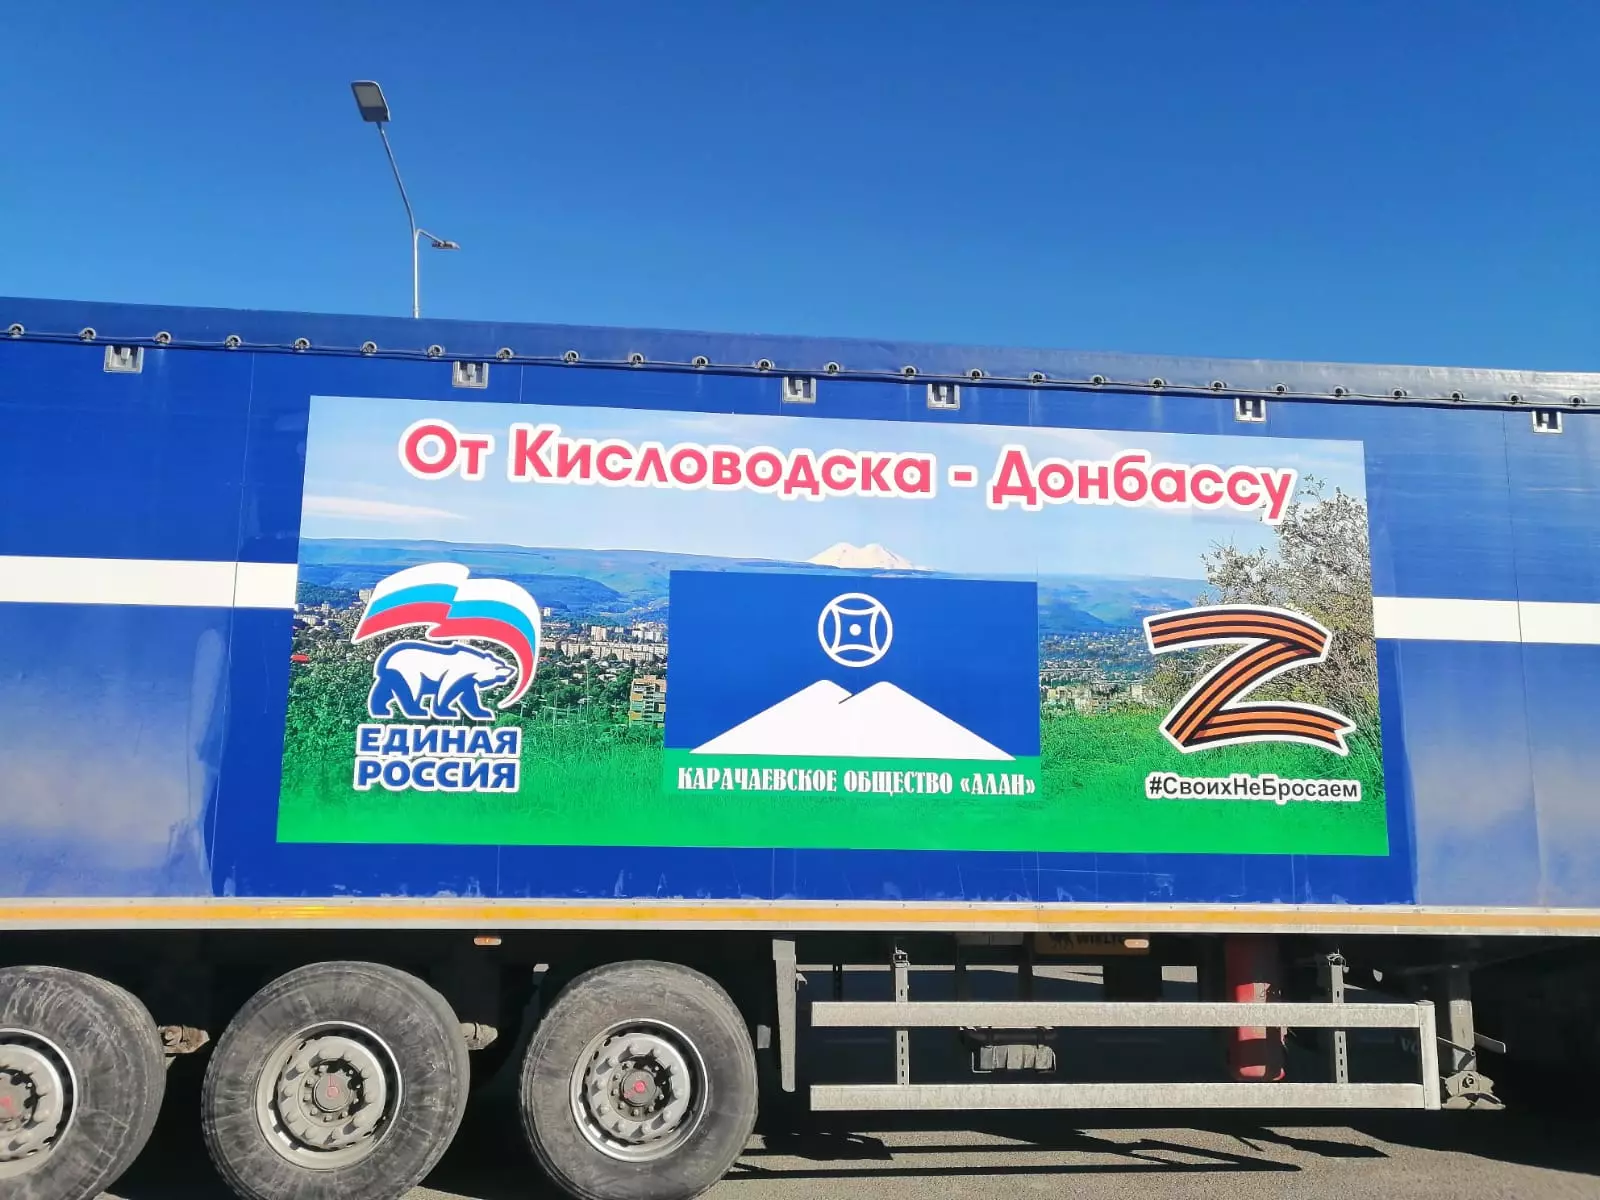 От Кисловодска - Донбассу
ЕДИНАЯ
РОССИЯ
КАРАЧАЕВСКОЕ ОБЩЕСТВО «АЛАН»
Z
#СвоихНеБросаем